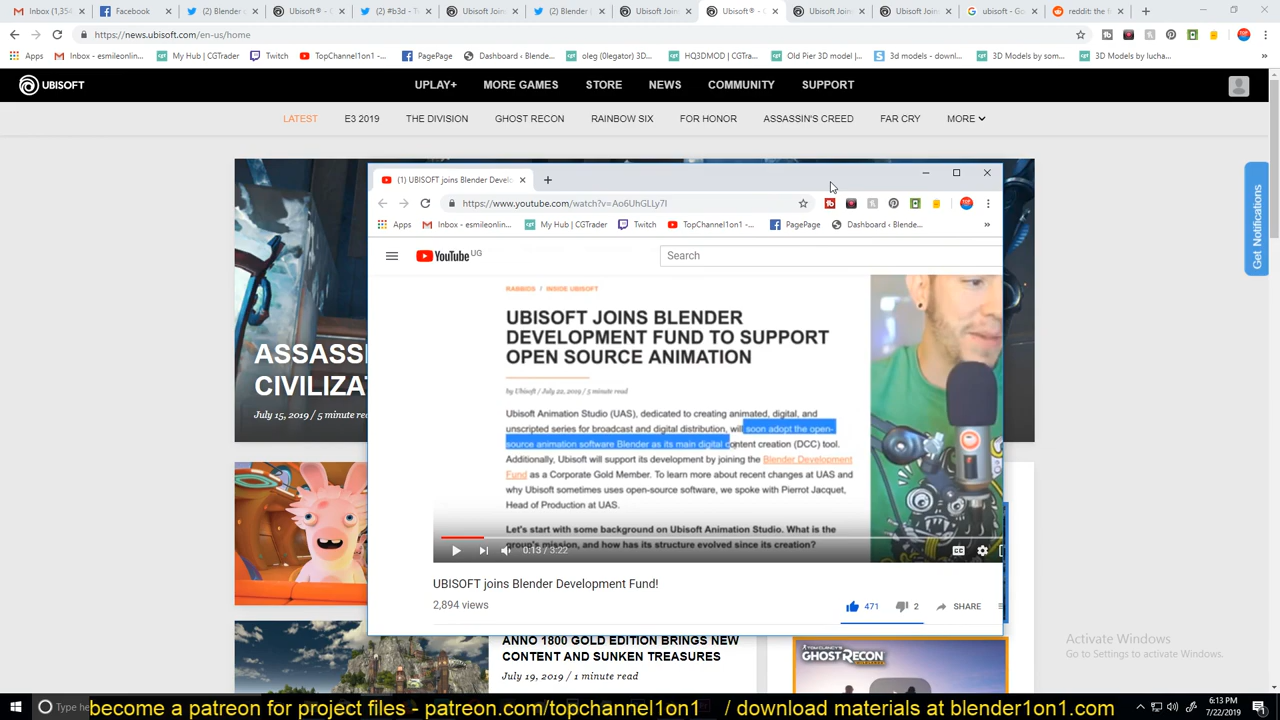 Inbox (1,354
Facebook
(2) Blender c
Ubisoft® - C
(2) #b3d - T
Ubisoft Join
(2) Blender (
Ubisoft Join
Ubisoft® - C
Ubisoft Join
Ubisoft Join
ubisoft - Go
reddit: the f
https://news.ubisoft.com/en-us/home
Apps
Inbox - esmileonlin...
My Hub | CGTrader
Twitch
TopChannel1on1 -...
PagePage
Dashboard ‹ Blende...
oleg (0legator) 3D...
HQ3DMOD | CGTra...
Old Pier 3D model |...
3d models - downl...
3D Models by som...
3D Models by lucha...
»
UBISOFT
UPLAY+
MORE GAMES
STORE
NEWS
COMMUNITY
SUPPORT
LATEST
E3 2019
THE DIVISION
GHOST RECON
RAINBOW SIX
FOR HONOR
ASSASSIN'S CREED
FAR CRY
MORE
Get Notifications
ASSASSI
CIVILIZAT
July 15, 2019 / 5 minute rea
(1) UBISOFT joins Blender Develo
https://www.youtube.com/watch?v=Ao6UhGLLy7I
Apps
Inbox - esmileonlin...
My Hub | CGTrader
Twitch
TopChannel1on1 -...
PagePage
Dashboard ‹ Blende...
»
YouTube UG
Search
RABBIDS / INSIDE UBISOFT
UBISOFT JOINS BLENDER
DEVELOPMENT FUND TO SUPPORT
OPEN SOURCE ANIMATION
by Ubisoft / July 22, 2019 / 5 minute read
Ubisoft Animation Studio (UAS), dedicated to creating animated, digital, and
unscripted series for broadcast and digital distribution, will soon adopt the open-
source animation software Blender as its main digital content creation (DCC) tool.
Additionally, Ubisoft will support its development by joining the Blender Development
Fund as a Corporate Gold Member. To learn more about recent changes at UAS and
why Ubisoft sometimes uses open-source software, we spoke with Pierrot Jacquet,
Head of Production at UAS.
Let's start with some background on Ubisoft Animation Studio. What is the
group's mission, and how has its structure evolved since its creation?
0:13 / 3:22
UBISOFT joins Blender Development Fund!
2,894 views
471
2
SHARE
ANNO 1800 GOLD EDITION BRINGS NEW
CONTENT AND SUNKEN TREASURES
July 19, 2019 / 1 minute read
TOM CLANCY'S
GHOST RECON
Activate Windows
Go to Settings to activate Windows.
Type he
become a patreon for project files - patreon.com/topchannel1on1 / download materials at blender1on1.com
6:13 PM
7/22/2019